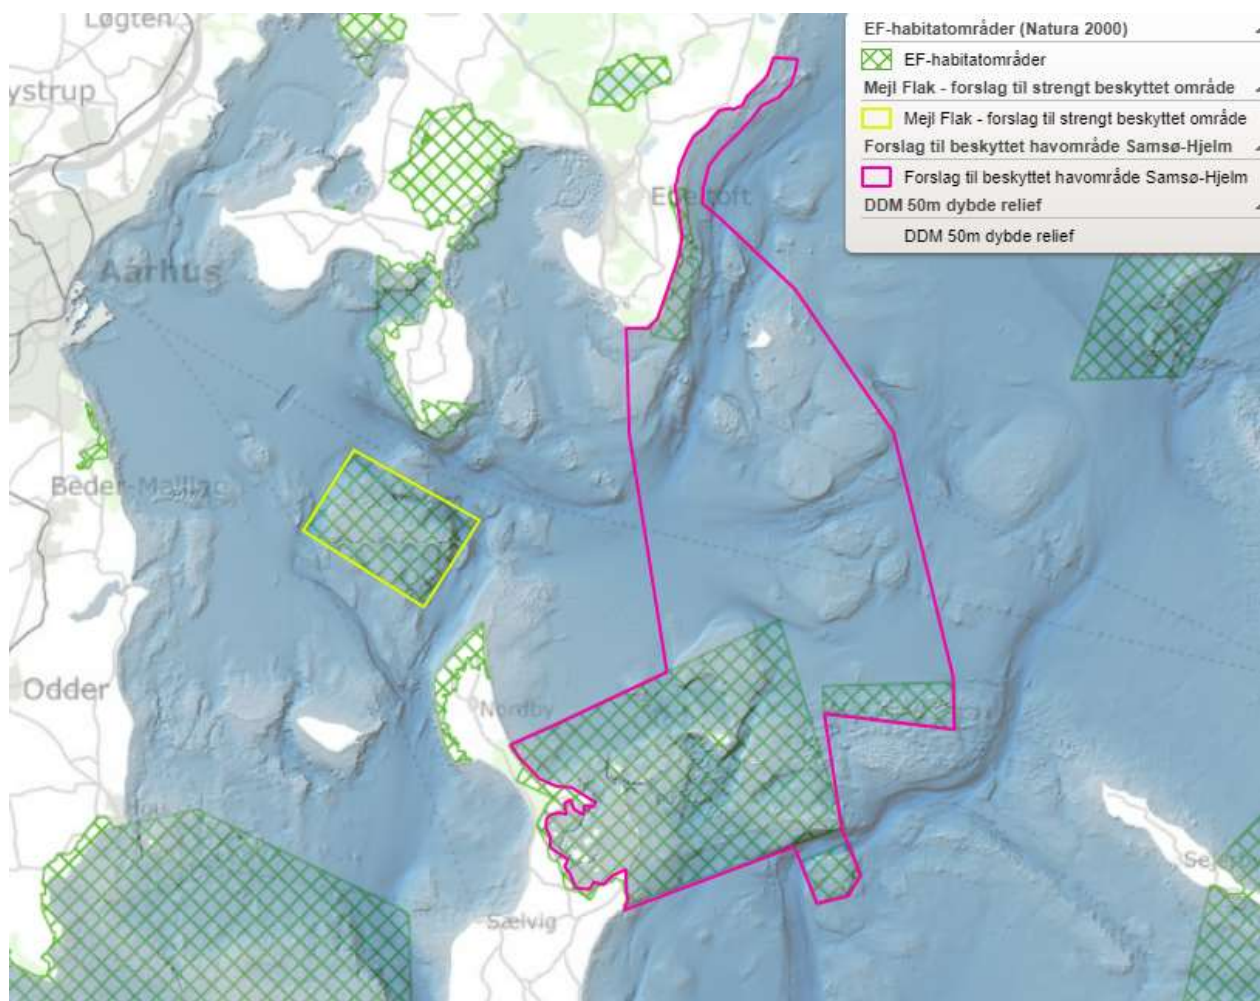 Løgten
EF-habitatområder (Natura 2000)
EF-habitatområder
ystrup
Mejl Flak - forslag til strengt beskyttet område
Mejl Flak - forslag til strengt beskyttet område
Forslag til beskyttet havområde Samsø-Hjelm
Forslag til beskyttet havområde Samsø-Hjelm
DDM 50m dybde relief
DDM 50m dybde relief
Aarhus
Beder-Malling
Odder
Nordby
Sælvig